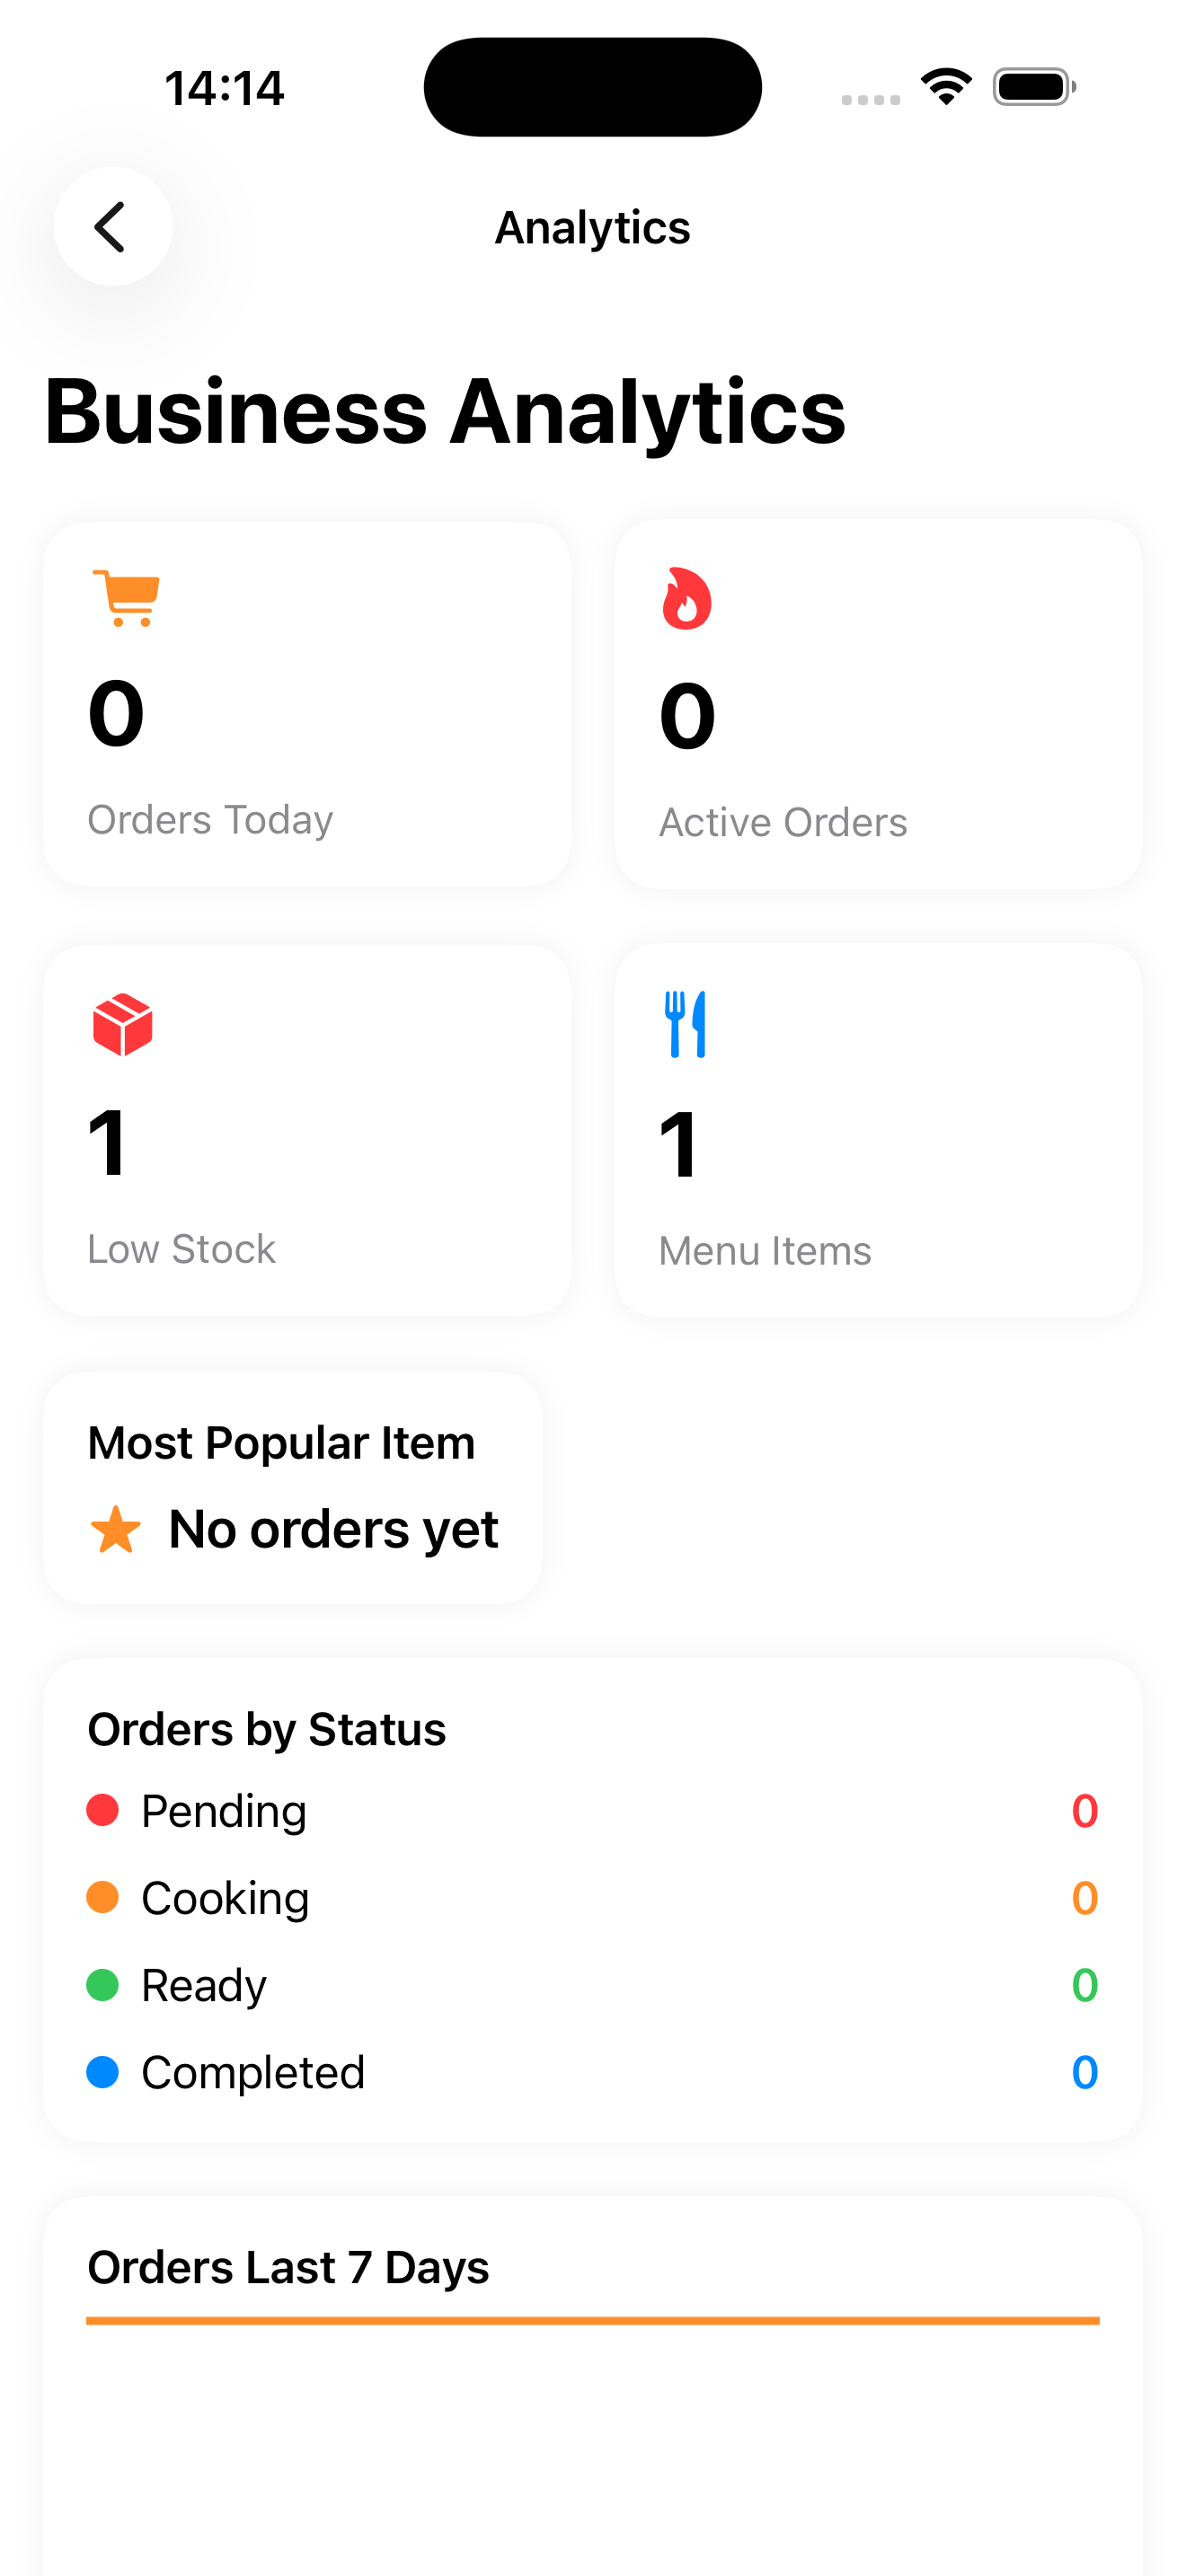 14:14
Analytics
Business Analytics
0
Orders Today
0
Active Orders
1
Low Stock
1
Menu Items
Most Popular Item
No orders yet
Orders by Status
Pending 0
Cooking 0
Ready 0
Completed 0
Orders Last 7 Days